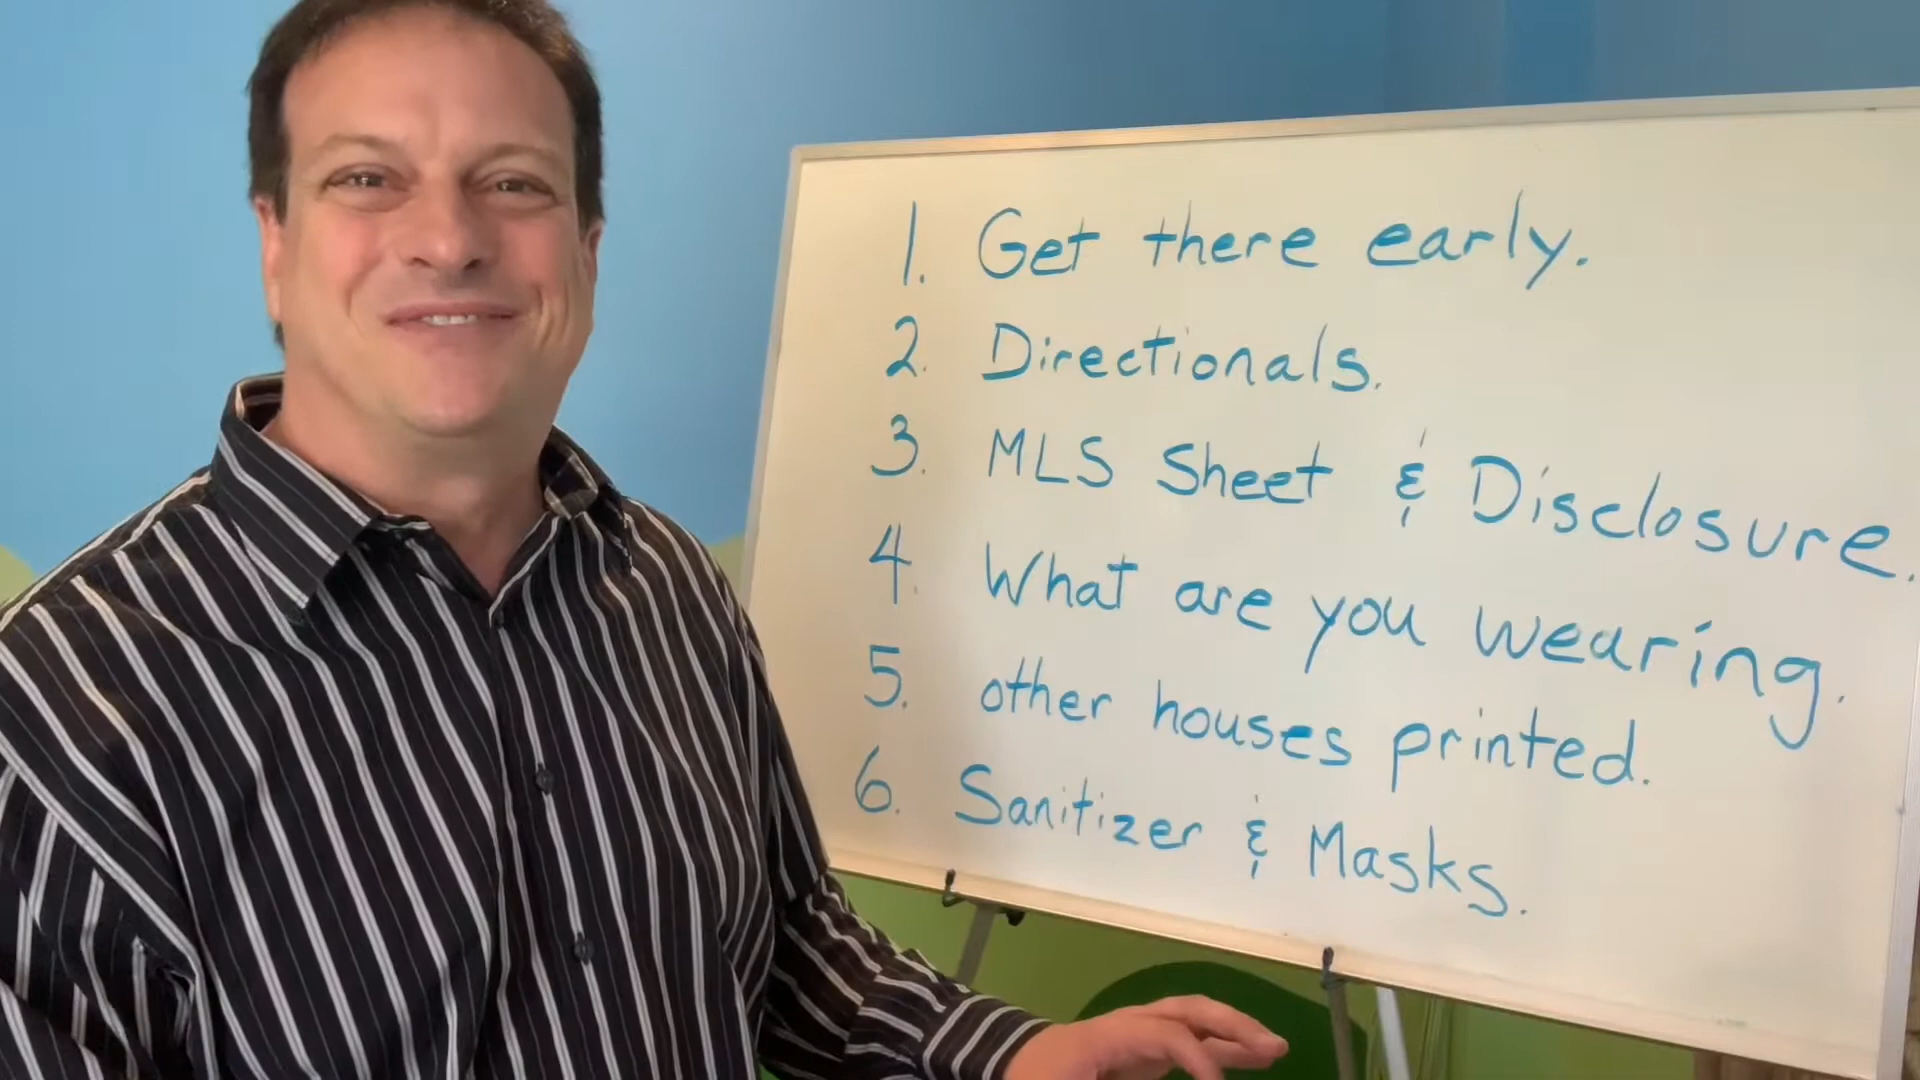 1. Get there early.
2. Directionals.
3. MLS Sheet & Disclosure.
4. What are you wearing.
5. other houses printed.
6. Sanitizer & Masks.